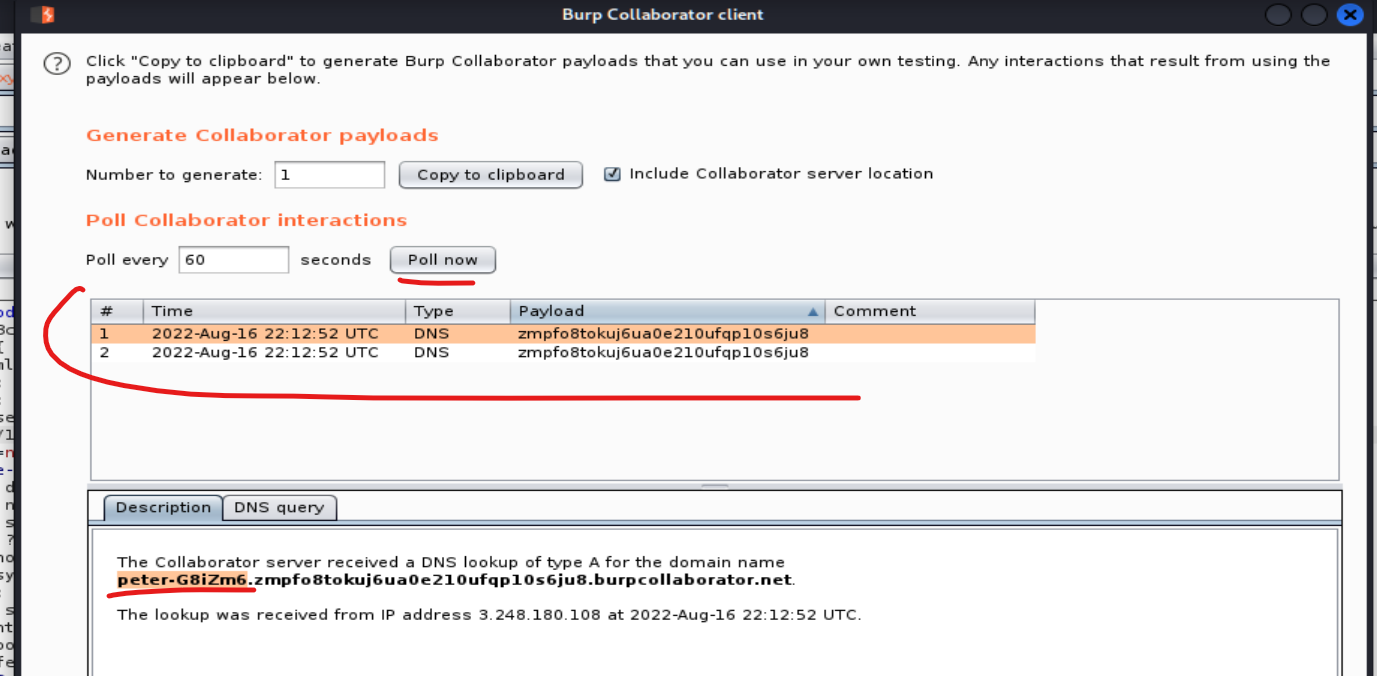 Burp Collaborator client
Click "Copy to clipboard" to generate Burp Collaborator payloads that you can use in your own testing. Any interactions that result from using the
payloads will appear below.
Generate Collaborator payloads
Number to generate: 1 Copy to clipboard Include Collaborator server location
Poll Collaborator interactions
Poll every 60 seconds Poll now
# Time Type Payload Comment
1 2022-Aug-16 22:12:52 UTC DNS zmpfo8tokuj6ua0e210ufqp10s6ju8
2 2022-Aug-16 22:12:52 UTC DNS zmpfo8tokuj6ua0e210ufqp10s6ju8
Description DNS query
The Collaborator server received a DNS lookup of type A for the domain name
peter-G8iZm6.zmpfo8tokuj6ua0e210ufqp10s6ju8.burpcollaborator.net.
The lookup was received from IP address 3.248.180.108 at 2022-Aug-16 22:12:52 UTC.